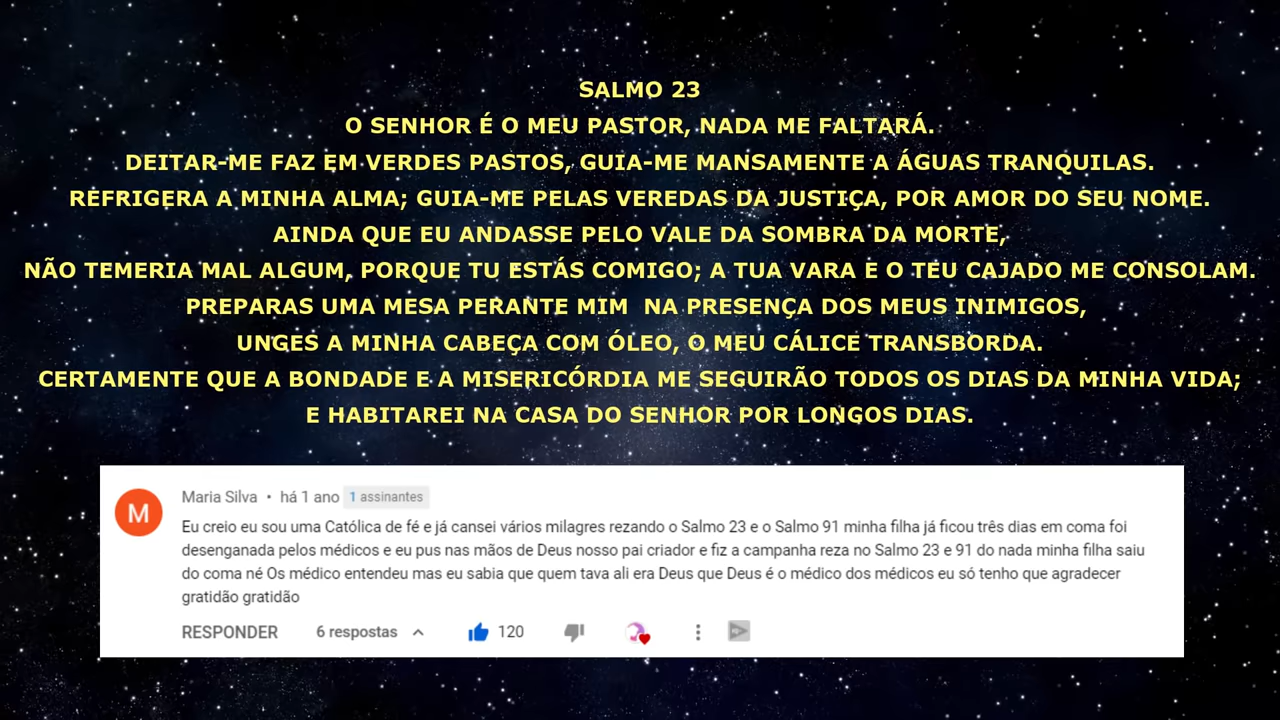 SALMO 23
O SENHOR É O MEU PASTOR, NADA ME FALTARÁ.
DEITAR-ME FAZ EM VERDES PASTOS, GUIA-ME MANSAMENTE A ÁGUAS TRANQUILAS.
REFRIGERA A MINHA ALMA; GUIA-ME PELAS VEREDAS DA JUSTIÇA, POR AMOR DO SEU NOME.
AINDA QUE EU ANDASSE PELO VALE DA SOMBRA DA MORTE,
NÃO TEMERIA MAL ALGUM, PORQUE TU ESTÁS COMIGO; A TUA VARA E O TEU CAJADO ME CONSOLAM.
PREPARAS UMA MESA PERANTE MIM  NA PRESENÇA DOS MEUS INIMIGOS,
UNGES A MINHA CABEÇA COM ÓLEO, O MEU CÁLICE TRANSBORDA.
CERTAMENTE QUE A BONDADE E A MISERICÓRDIA ME SEGUIRÃO TODOS OS DIAS DA MINHA VIDA;
E HABITAREI NA CASA DO SENHOR POR LONGOS DIAS.
M
Maria Silva • há 1 ano 1 assinantes
Eu creio eu sou uma Católica de fé e já cansei vários milagres rezando o Salmo 23 e o Salmo 91 minha filha já ficou três dias em coma foi
desenganada pelos médicos e eu pus nas mãos de Deus nosso pai criador e fiz a campanha reza no Salmo 23 e 91 do nada minha filha saiu
do coma né Os médico entendeu mas eu sabia que quem tava ali era Deus que Deus é o médico dos médicos eu só tenho que agradecer
gratidão gratidão
RESPONDER 6 respostas 120